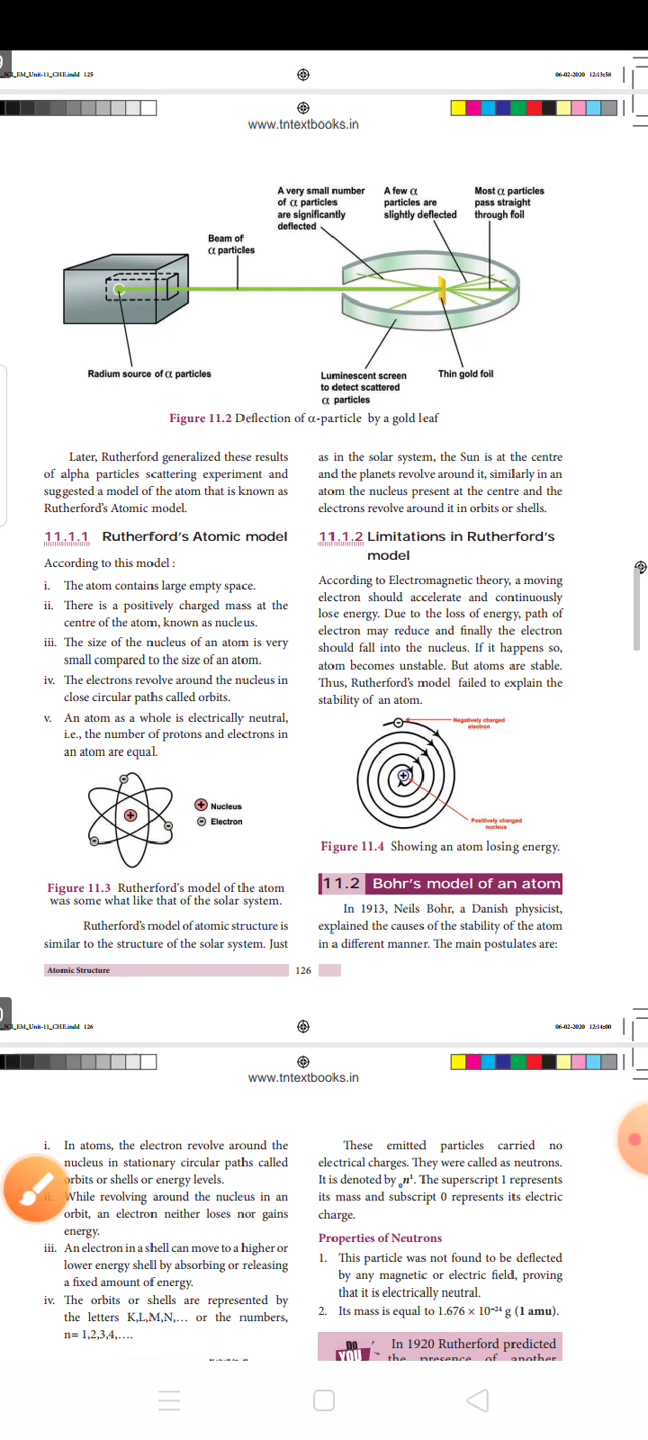 _SCI_EM_Unit-11_CHE.indd 125
06-02-2020 12:13:58
www.tntextbooks.in
A very small number
of α particles
are significantly
deflected
A few α
particles are
slightly deflected
Most α particles
pass straight
through foil
Beam of
α particles
Radium source of α particles
Luminescent screen
to detect scattered
α particles
Thin gold foil
Figure 11.2 Deflection of α-particle by a gold leaf
Later, Rutherford generalized these results
of alpha particles scattering experiment and
suggested a model of the atom that is known as
Rutherford's Atomic model.
11.1.1 Rutherford's Atomic model
According to this model :
i. The atom contains large empty space.
ii. There is a positively charged mass at the
centre of the atom, known as nucleus.
iii. The size of the nucleus of an atom is very
small compared to the size of an atom.
iv. The electrons revolve around the nucleus in
close circular paths called orbits.
v. An atom as a whole is electrically neutral,
i.e., the number of protons and electrons in
an atom are equal.
Nucleus
Electron
Figure 11.3 Rutherford's model of the atom
was some what like that of the solar system.
Rutherford's model of atomic structure is
similar to the structure of the solar system. Just
as in the solar system, the Sun is at the centre
and the planets revolve around it, similarly in an
atom the nucleus present at the centre and the
electrons revolve around it in orbits or shells.
11.1.2 Limitations in Rutherford's
model
According to Electromagnetic theory, a moving
electron should accelerate and continuously
lose energy. Due to the loss of energy, path of
electron may reduce and finally the electron
should fall into the nucleus. If it happens so,
atom becomes unstable. But atoms are stable.
Thus, Rutherford's model failed to explain the
stability of an atom.
Negatively charged
electron
Positively charged
nucleus
Figure 11.4 Showing an atom losing energy.
11.2 Bohr's model of an atom
In 1913, Neils Bohr, a Danish physicist,
explained the causes of the stability of the atom
in a different manner. The main postulates are:
Atomic Structure
126
_SCI_EM_Unit-11_CHE.indd 126
06-02-2020 12:14:00
www.tntextbooks.in
i. In atoms, the electron revolve around the
nucleus in stationary circular paths called
orbits or shells or energy levels.
ii. While revolving around the nucleus in an
orbit, an electron neither loses nor gains
energy.
iii. An electron in a shell can move to a higher or
lower energy shell by absorbing or releasing
a fixed amount of energy.
iv. The orbits or shells are represented by
the letters K,L,M,N,… or the numbers,
n= 1,2,3,4,….
These emitted particles carried no
electrical charges. They were called as neutrons.
It is denoted by ₀n¹. The superscript 1 represents
its mass and subscript 0 represents its electric
charge.
Properties of Neutrons
1. This particle was not found to be deflected
by any magnetic or electric field, proving
that it is electrically neutral.
2. Its mass is equal to 1.676 × 10⁻²⁴ g (1 amu).
DO
YOU
In 1920 Rutherford predicted
the presence of another